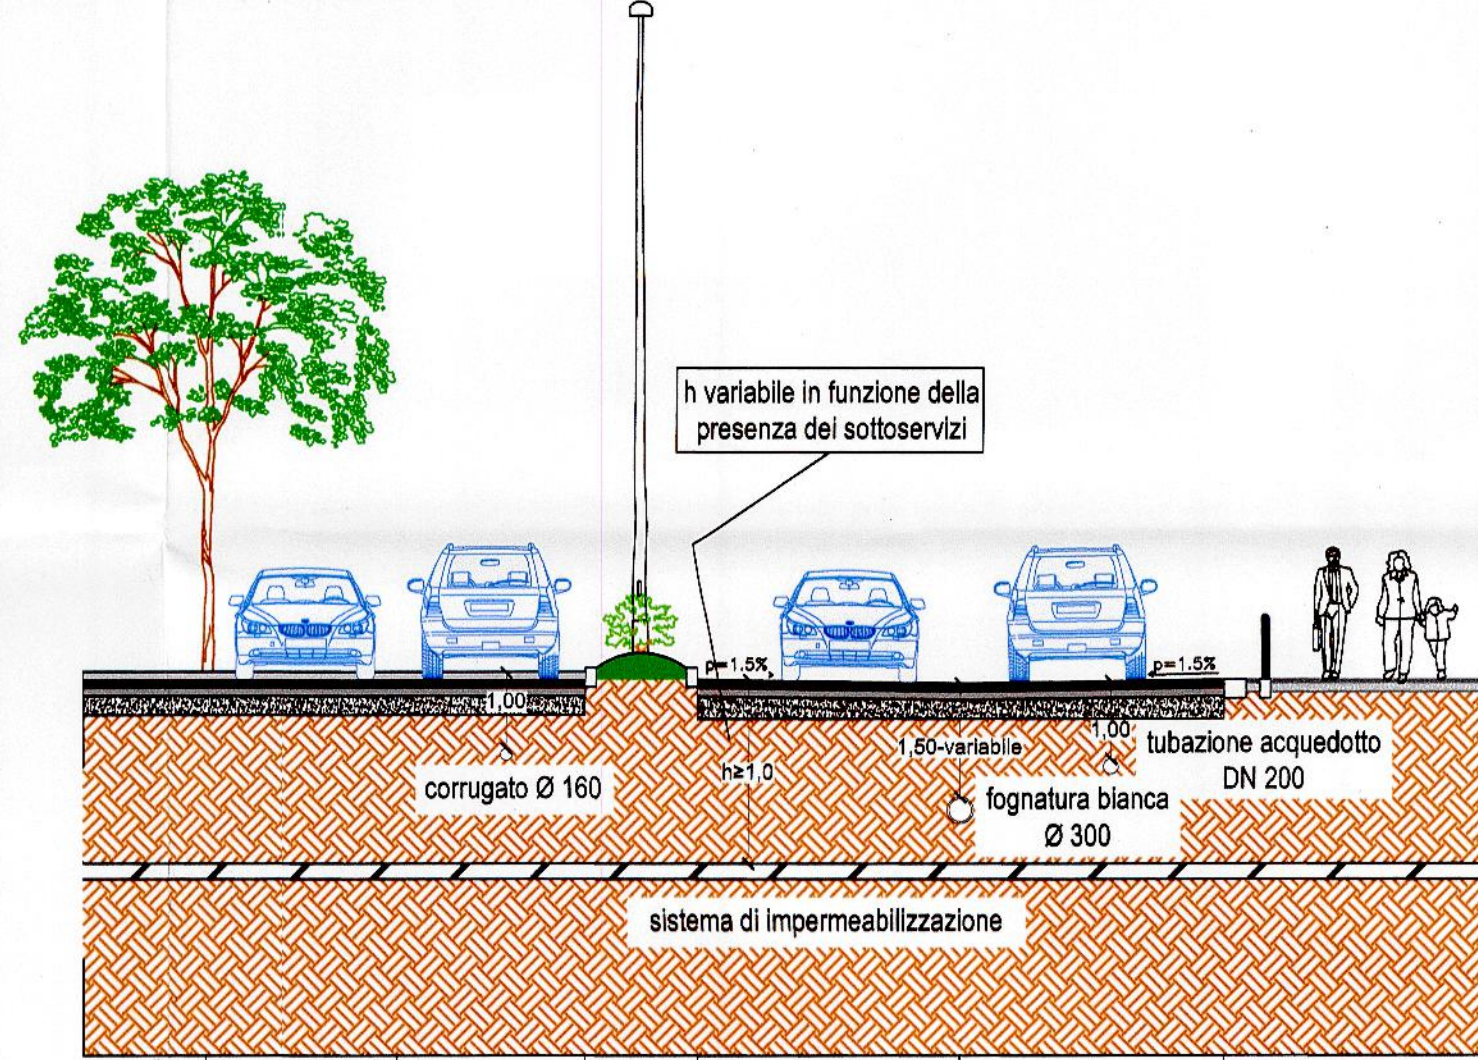 h variabile in funzione della
presenza dei sottoservizi
p=1.5%
p=1.5%
1,00
1,00
1,50-variabile
h≥1,0
tubazione acquedotto
DN 200
corrugato Ø 160
fognatura bianca
Ø 300
sistema di impermeabilizzazione